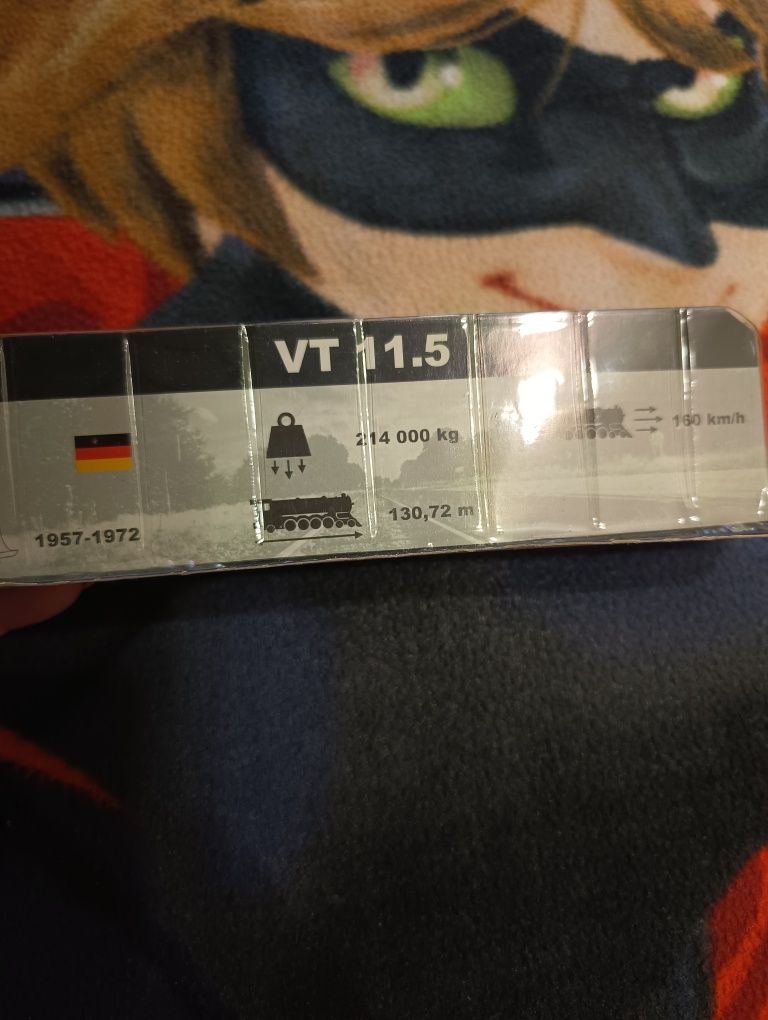 VT 11.5
214 000 kg
160 km/h
1957-1972
130,72 m